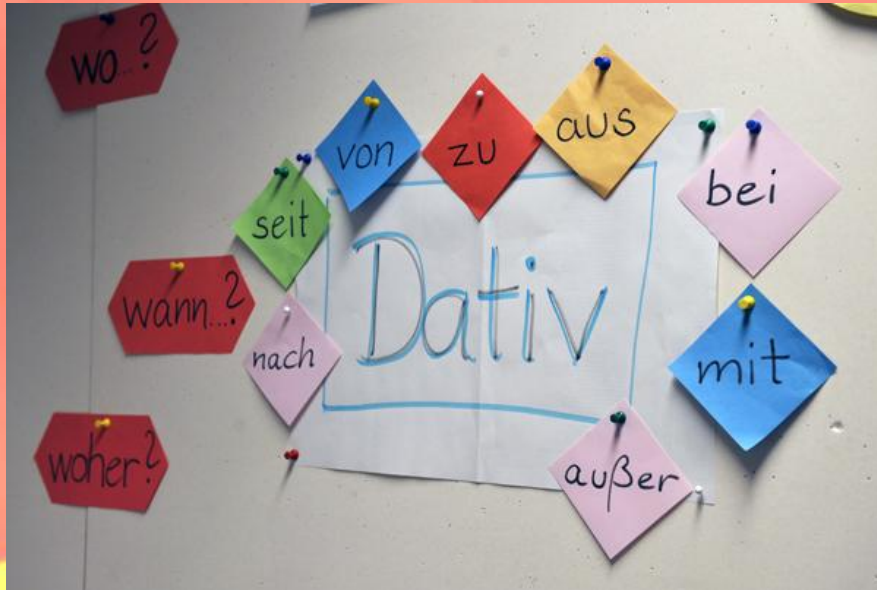 wo...?
wann...?
woher?
Dativ
nach
seit
von
zu
aus
bei
mit
außer